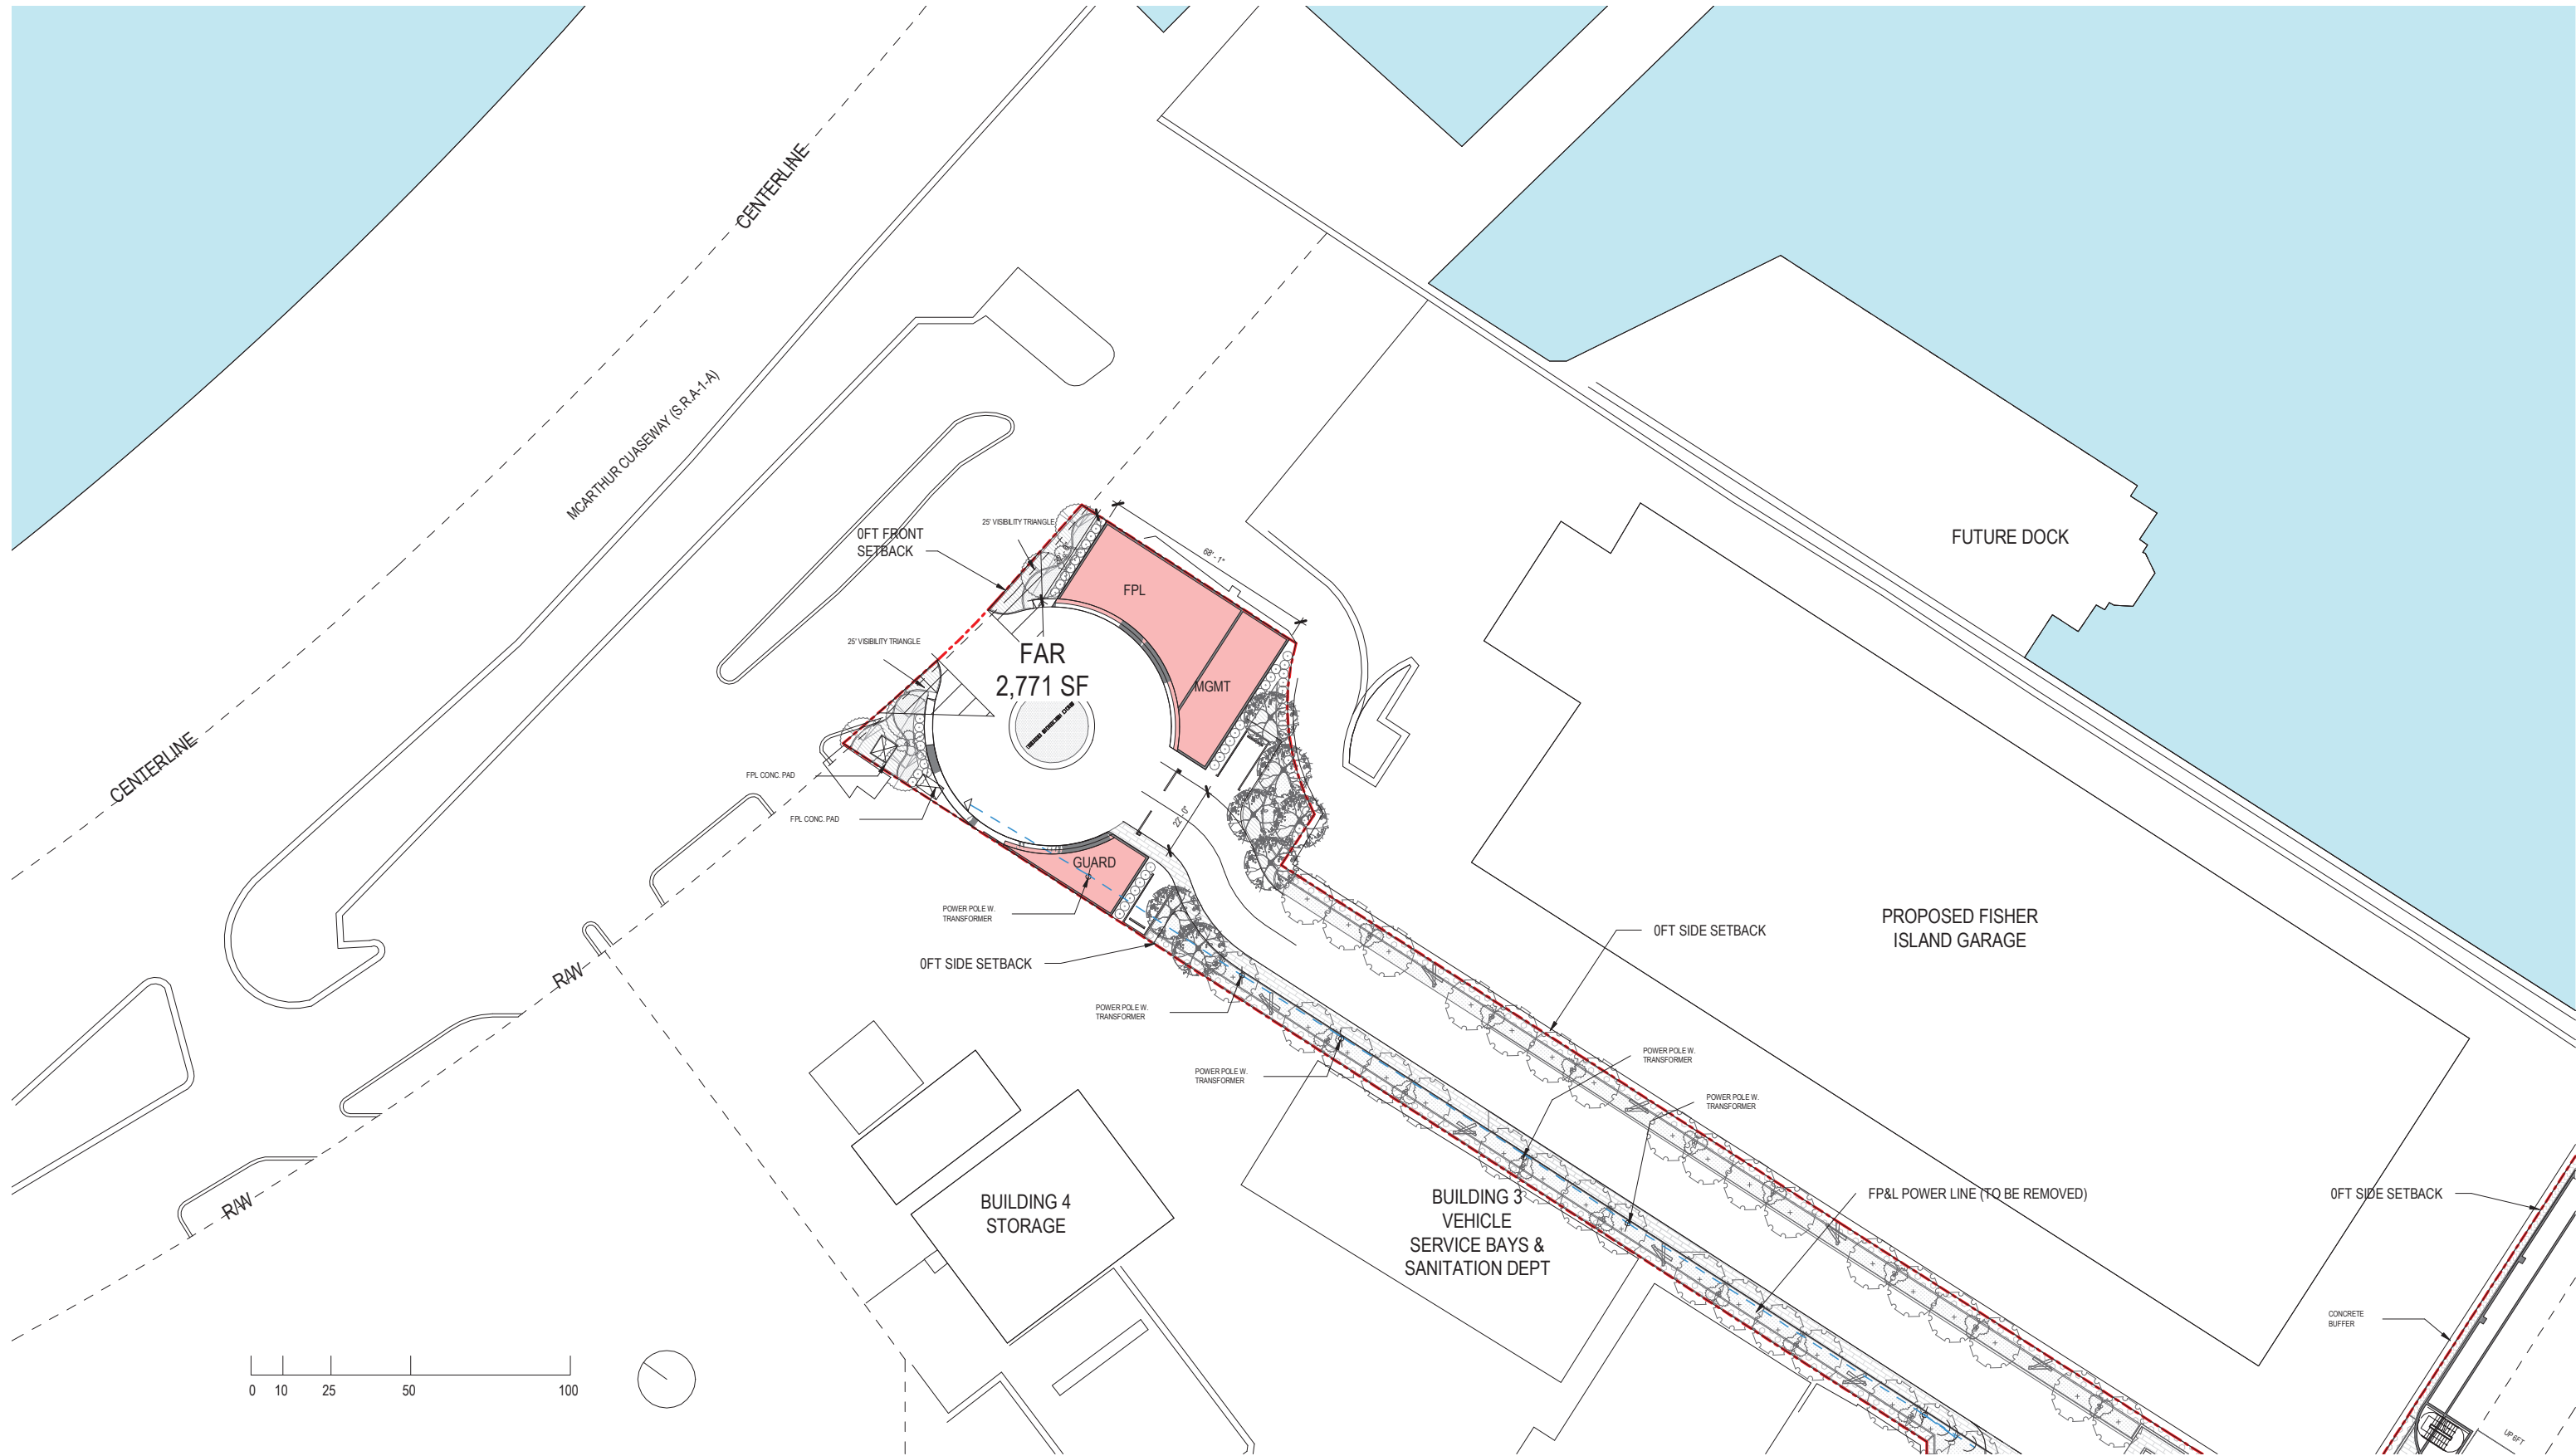 CENTERLINE
MCARTHUR CUASEWAY (S.R.A-1-A)
0FT FRONT
SETBACK
25' VISIBILITY TRIANGLE
68' - 1"
FPL
FUTURE DOCK
25' VISIBILITY TRIANGLE
FAR
2,771 SF
MGMT
CENTERLINE
FPL CONC. PAD
FPL CONC. PAD
22' - 0"
GUARD
POWER POLE W.
TRANSFORMER
0FT SIDE SETBACK
PROPOSED FISHER
ISLAND GARAGE
0FT SIDE SETBACK
R/W
POWER POLE W.
TRANSFORMER
POWER POLE W.
TRANSFORMER
POWER POLE W.
TRANSFORMER
POWER POLE W.
TRANSFORMER
R/W
BUILDING 4
STORAGE
BUILDING 3
VEHICLE
SERVICE BAYS &
SANITATION DEPT
FP&L POWER LINE (TO BE REMOVED)
0FT SIDE SETBACK
CONCRETE
BUFFER
0 10 25 50 100
UP 6FT